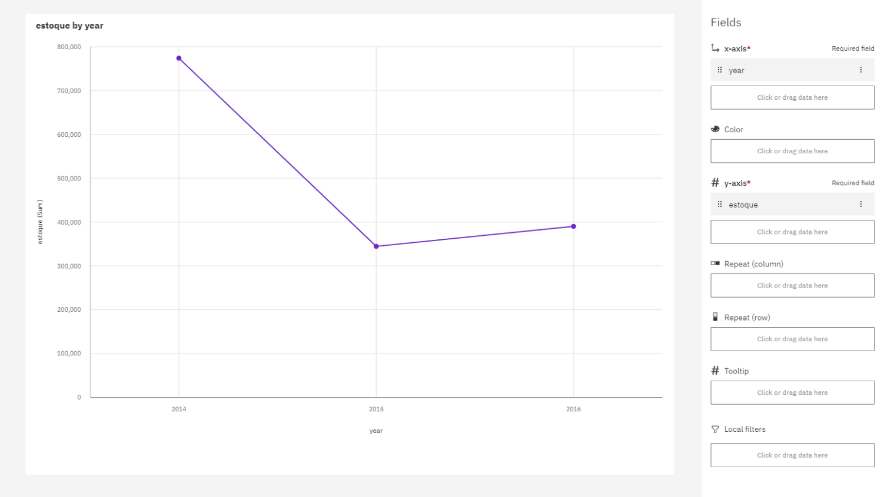 estoque by year
800,000
700,000
600,000
500,000
400,000
300,000
200,000
100,000
0
estoque (Sum)
2014
2015
2016
year
Fields
x-axis* Required field
year
Click or drag data here
Color
Click or drag data here
y-axis* Required field
estoque
Click or drag data here
Repeat (column)
Click or drag data here
Repeat (row)
Click or drag data here
Tooltip
Click or drag data here
Local filters
Click or drag data here